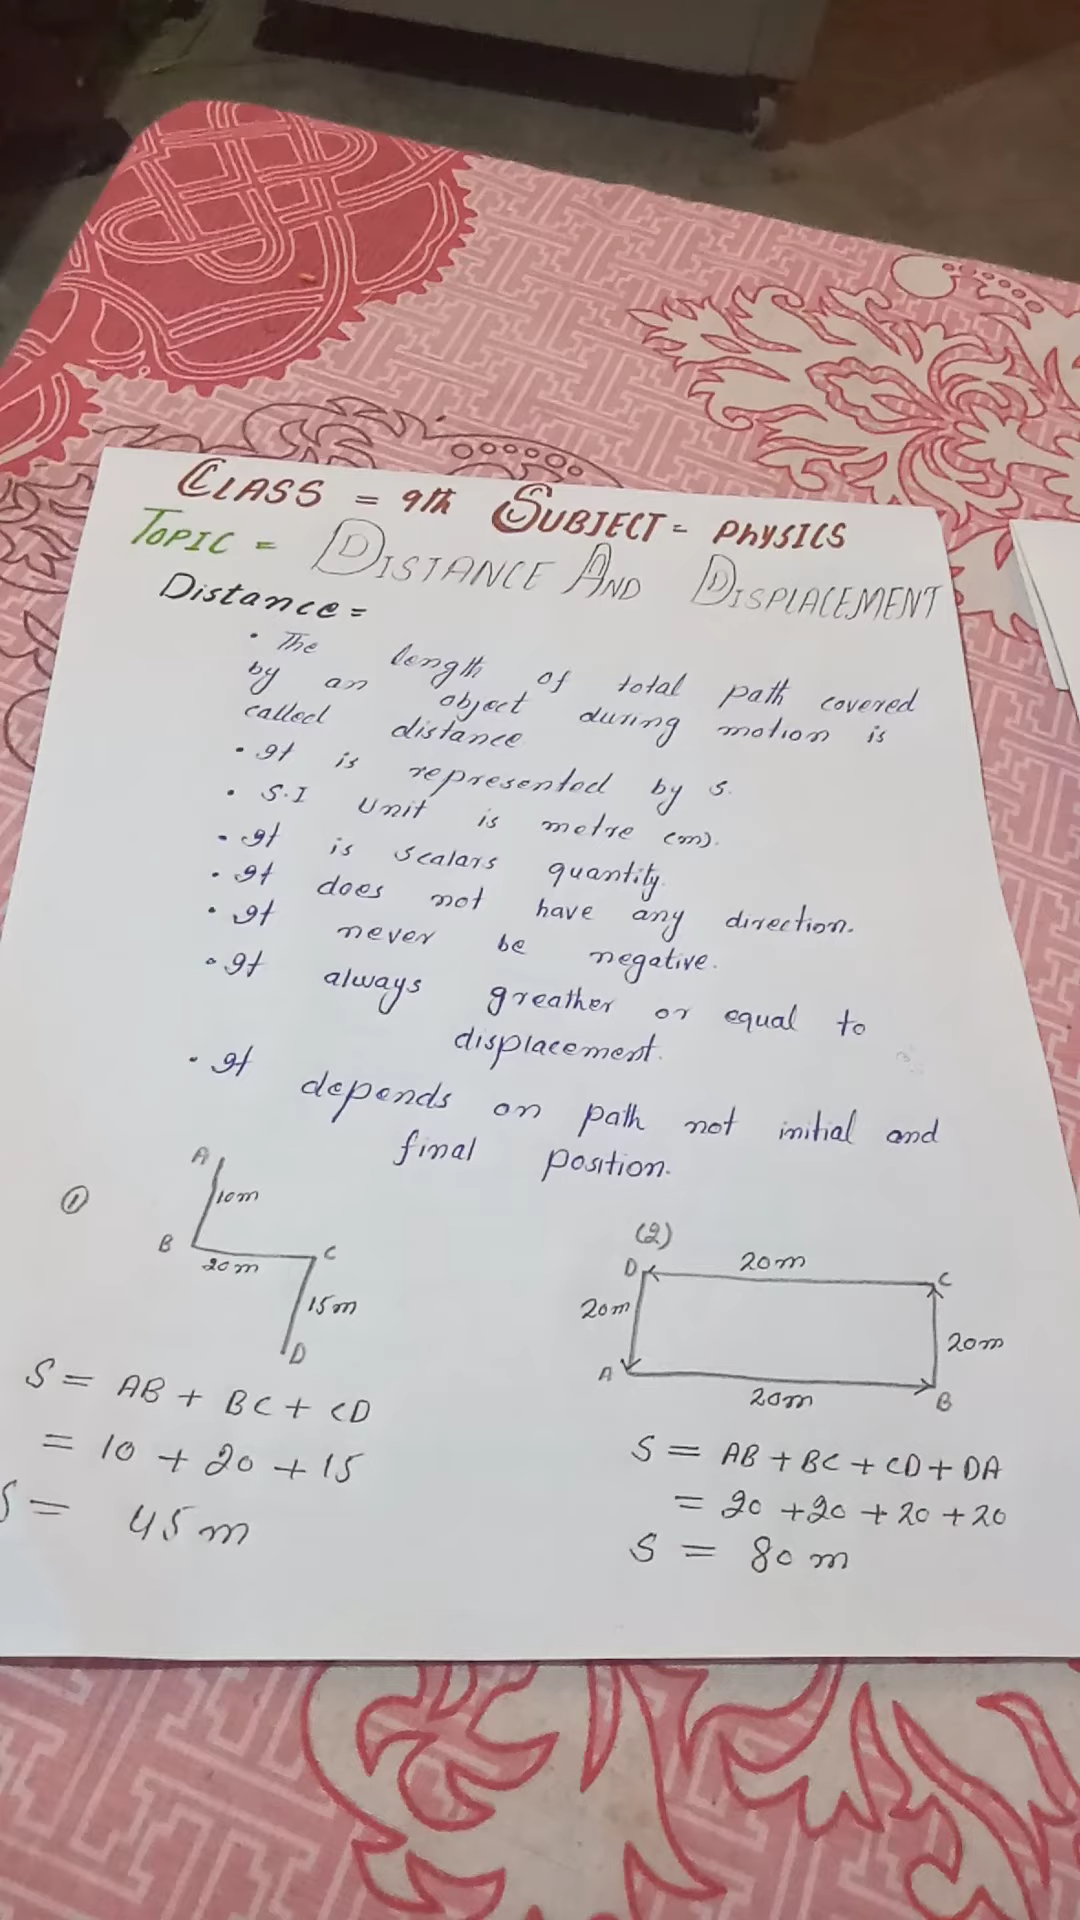 CLASS = 9th SUBJECT = PhySICS
TOPIC = DISTANCE AND DISPLACEMENT
Distance =
• The length of total path covered
by an object during motion is
called distance
• It is represented by s.
• S.I Unit is metre (m).
• It is scalars quantity.
• It does not have any direction.
• It never be negative.
• It always greather or equal to
displacement.
• It depends on path not initial and
final position.
①
A
10m
B
20m
C
15m
D
S = AB + BC + CD
= 10 + 20 + 15
S = 45 m
(2)
D
20m
C
20m
20m
A
20m
B
S = AB + BC + CD + DA
= 20 + 20 + 20 + 20
S = 80 m